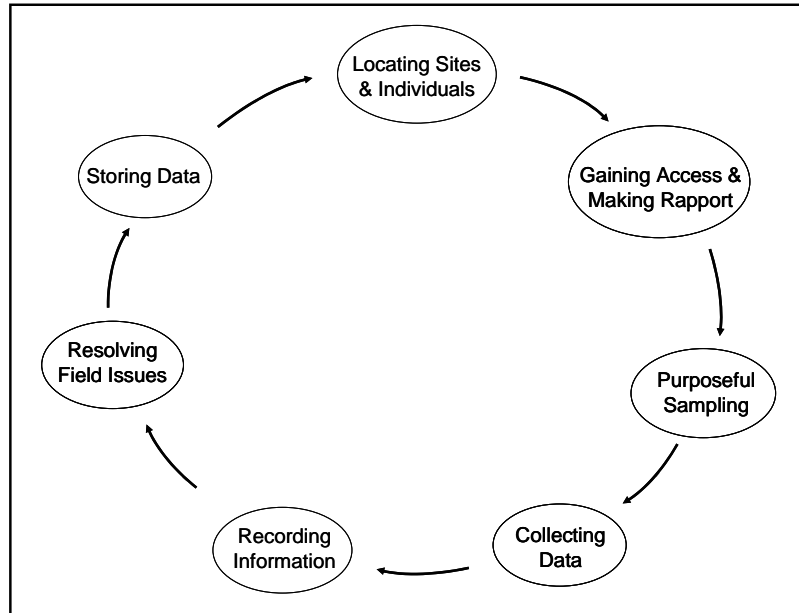 Locating Sites
& Individuals
Gaining Access &
Making Rapport
Purposeful
Sampling
Collecting
Data
Recording
Information
Resolving
Field Issues
Storing Data